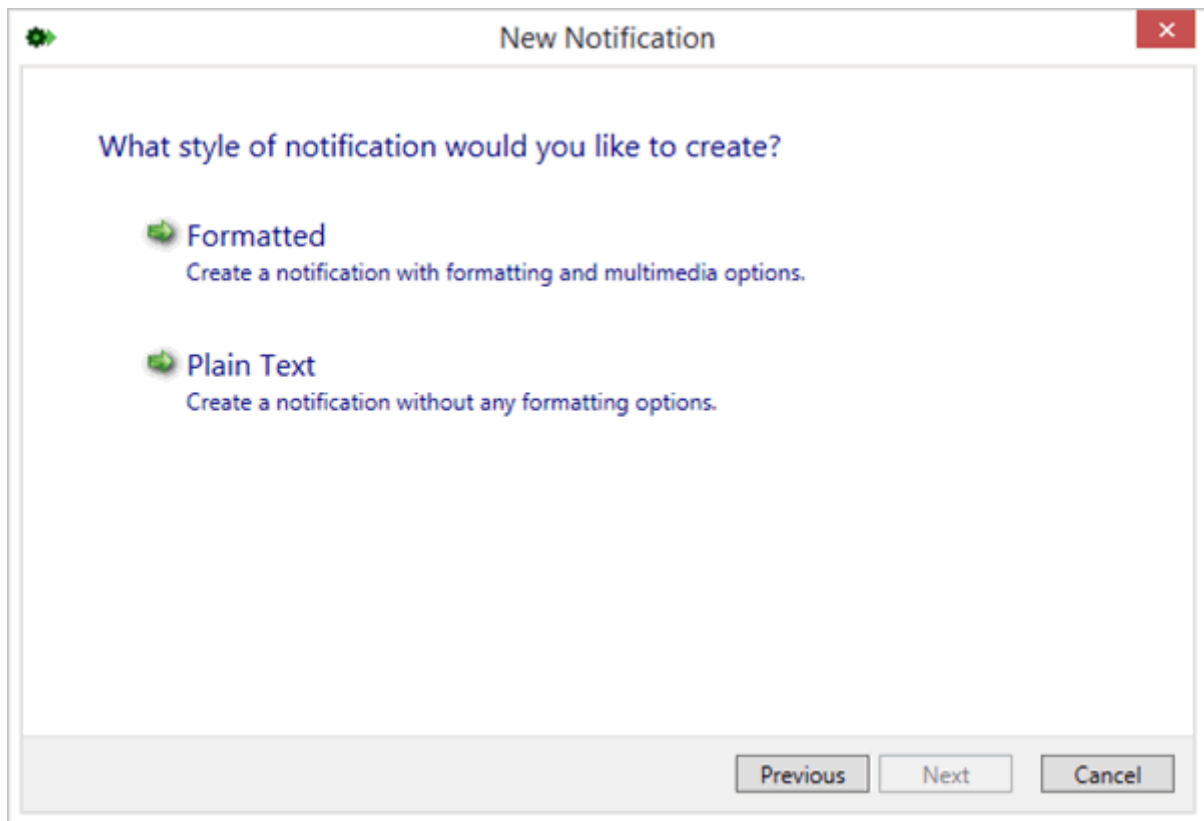 New Notification
What style of notification would you like to create?
Formatted
Create a notification with formatting and multimedia options.
Plain Text
Create a notification without any formatting options.
Previous Next Cancel